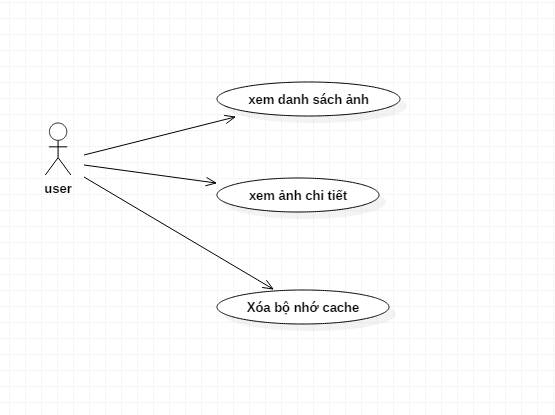 xem danh sách ảnh
user
xem ảnh chi tiết
Xóa bộ nhớ cache